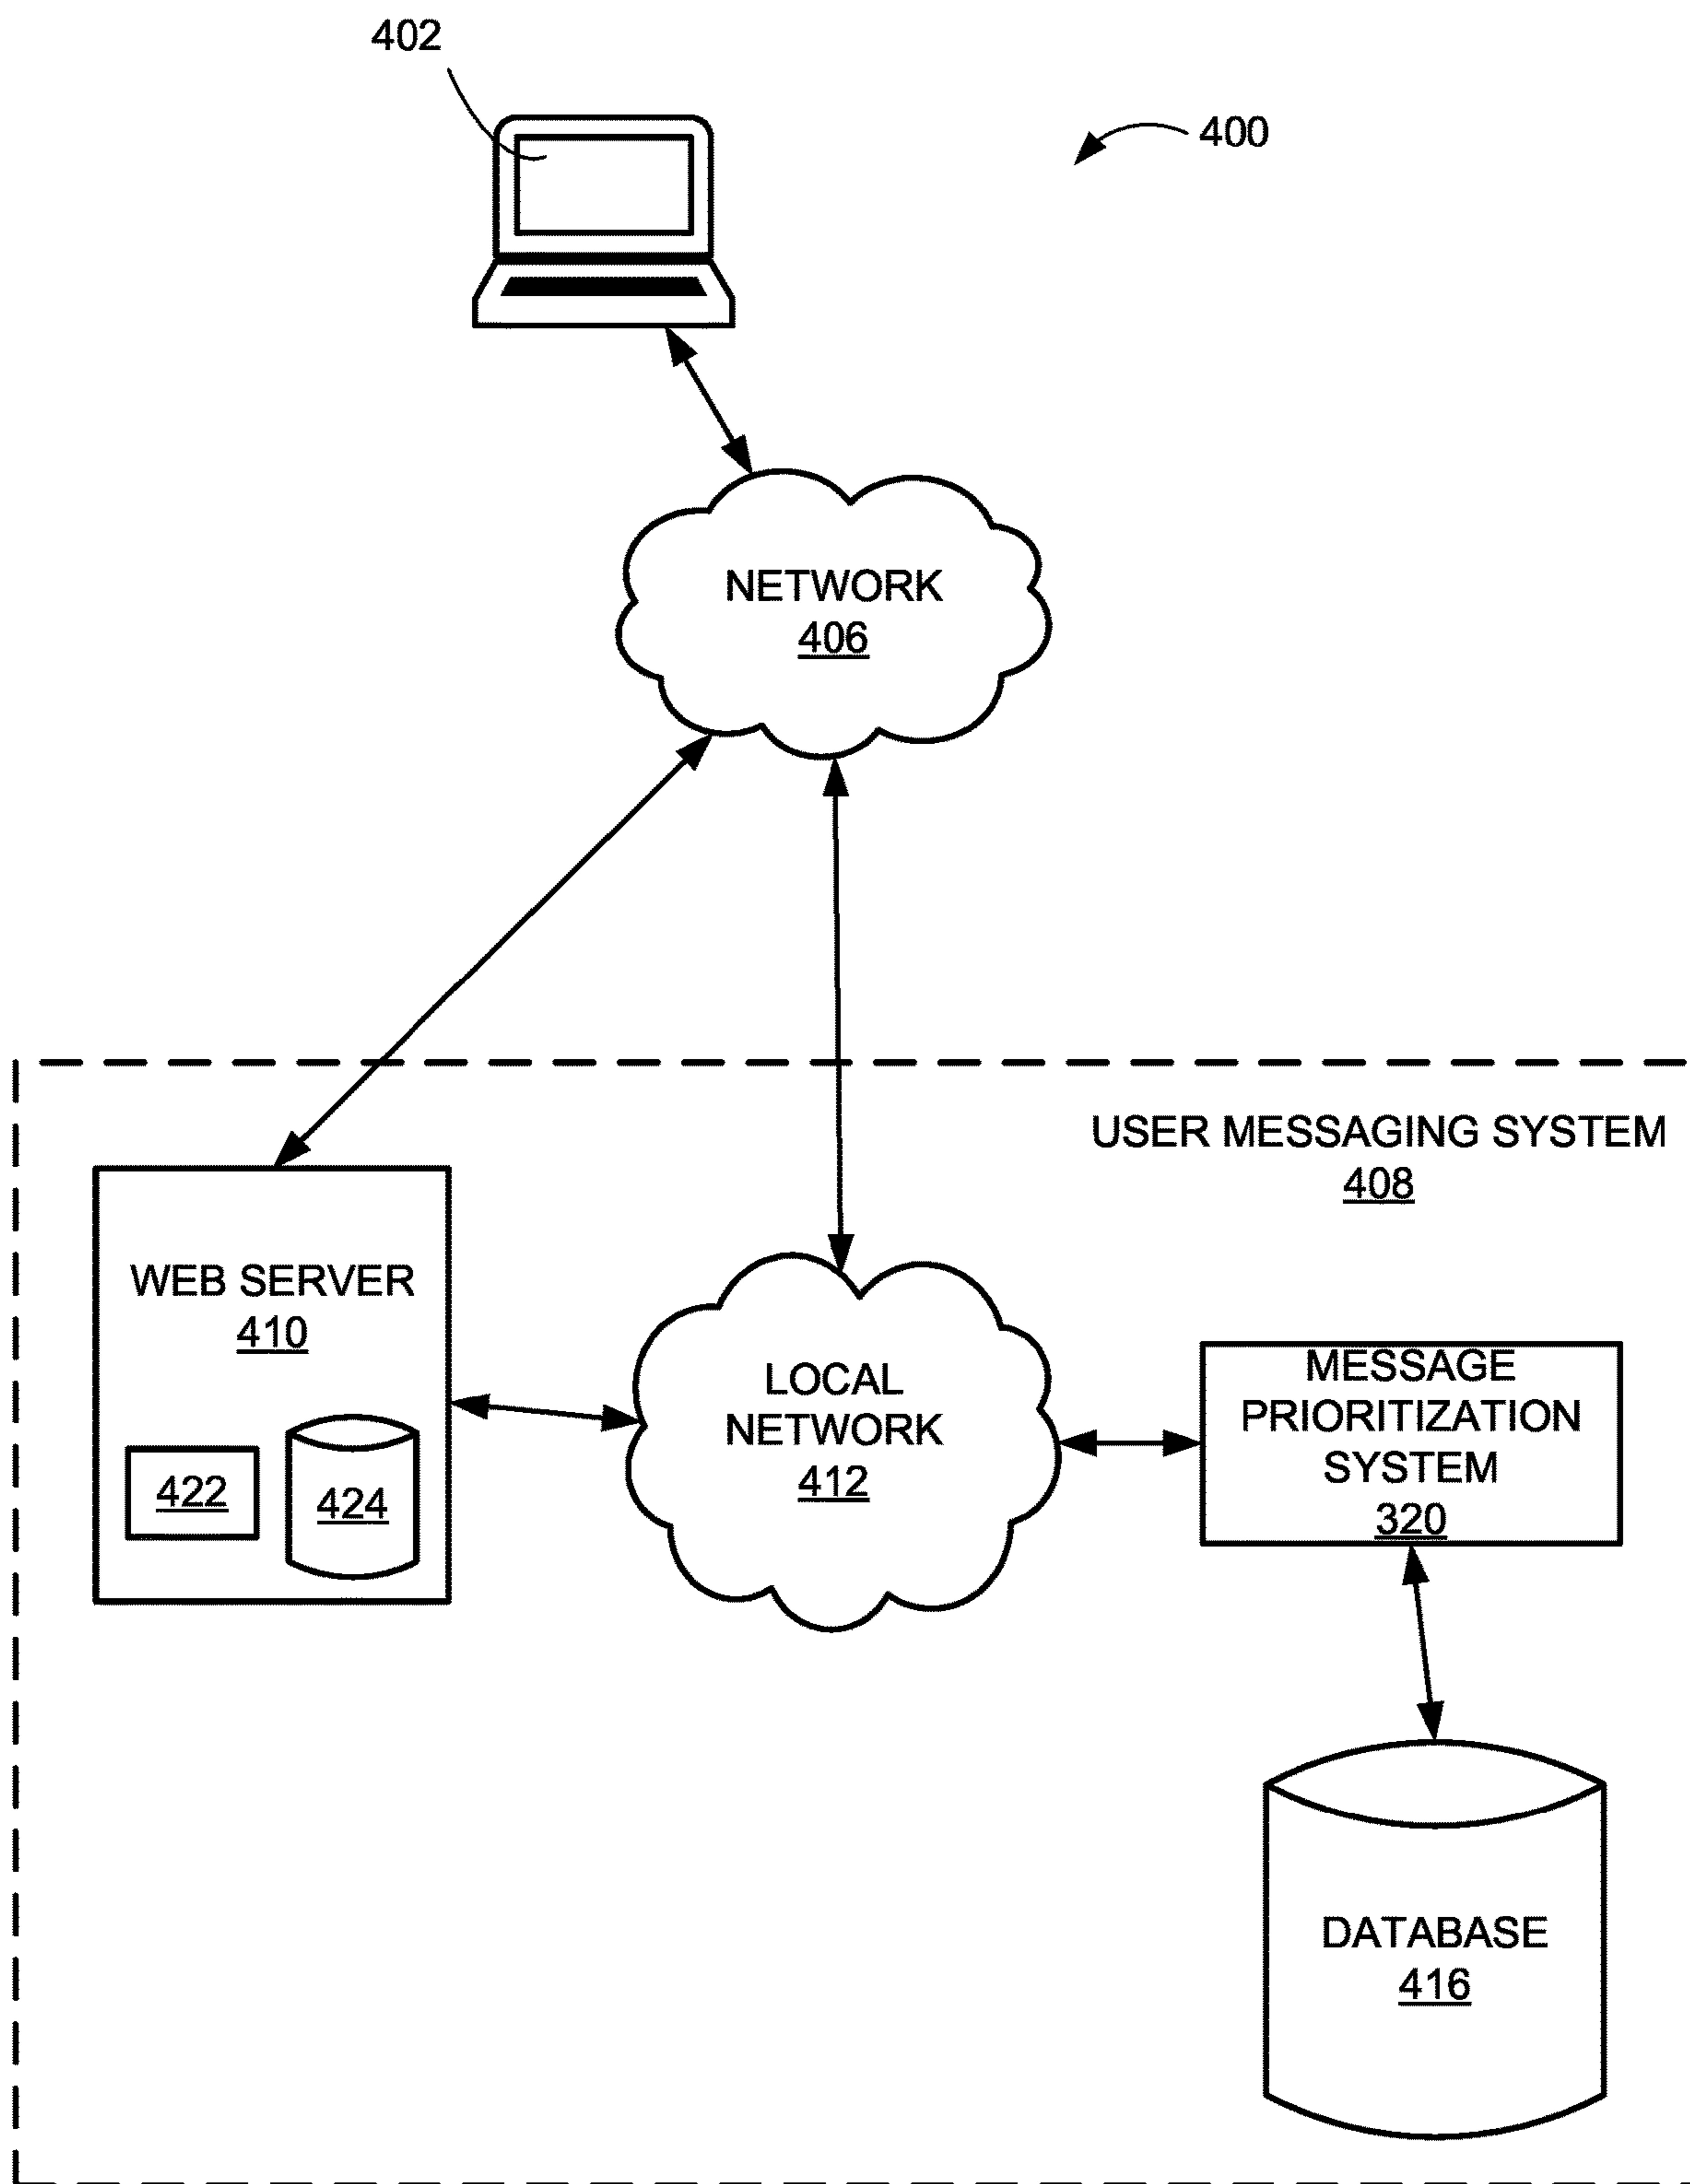 402
400
NETWORK
406
USER MESSAGING SYSTEM
408
WEB SERVER
410
422
424
LOCAL
NETWORK
412
MESSAGE
PRIORITIZATION
SYSTEM
320
DATABASE
416